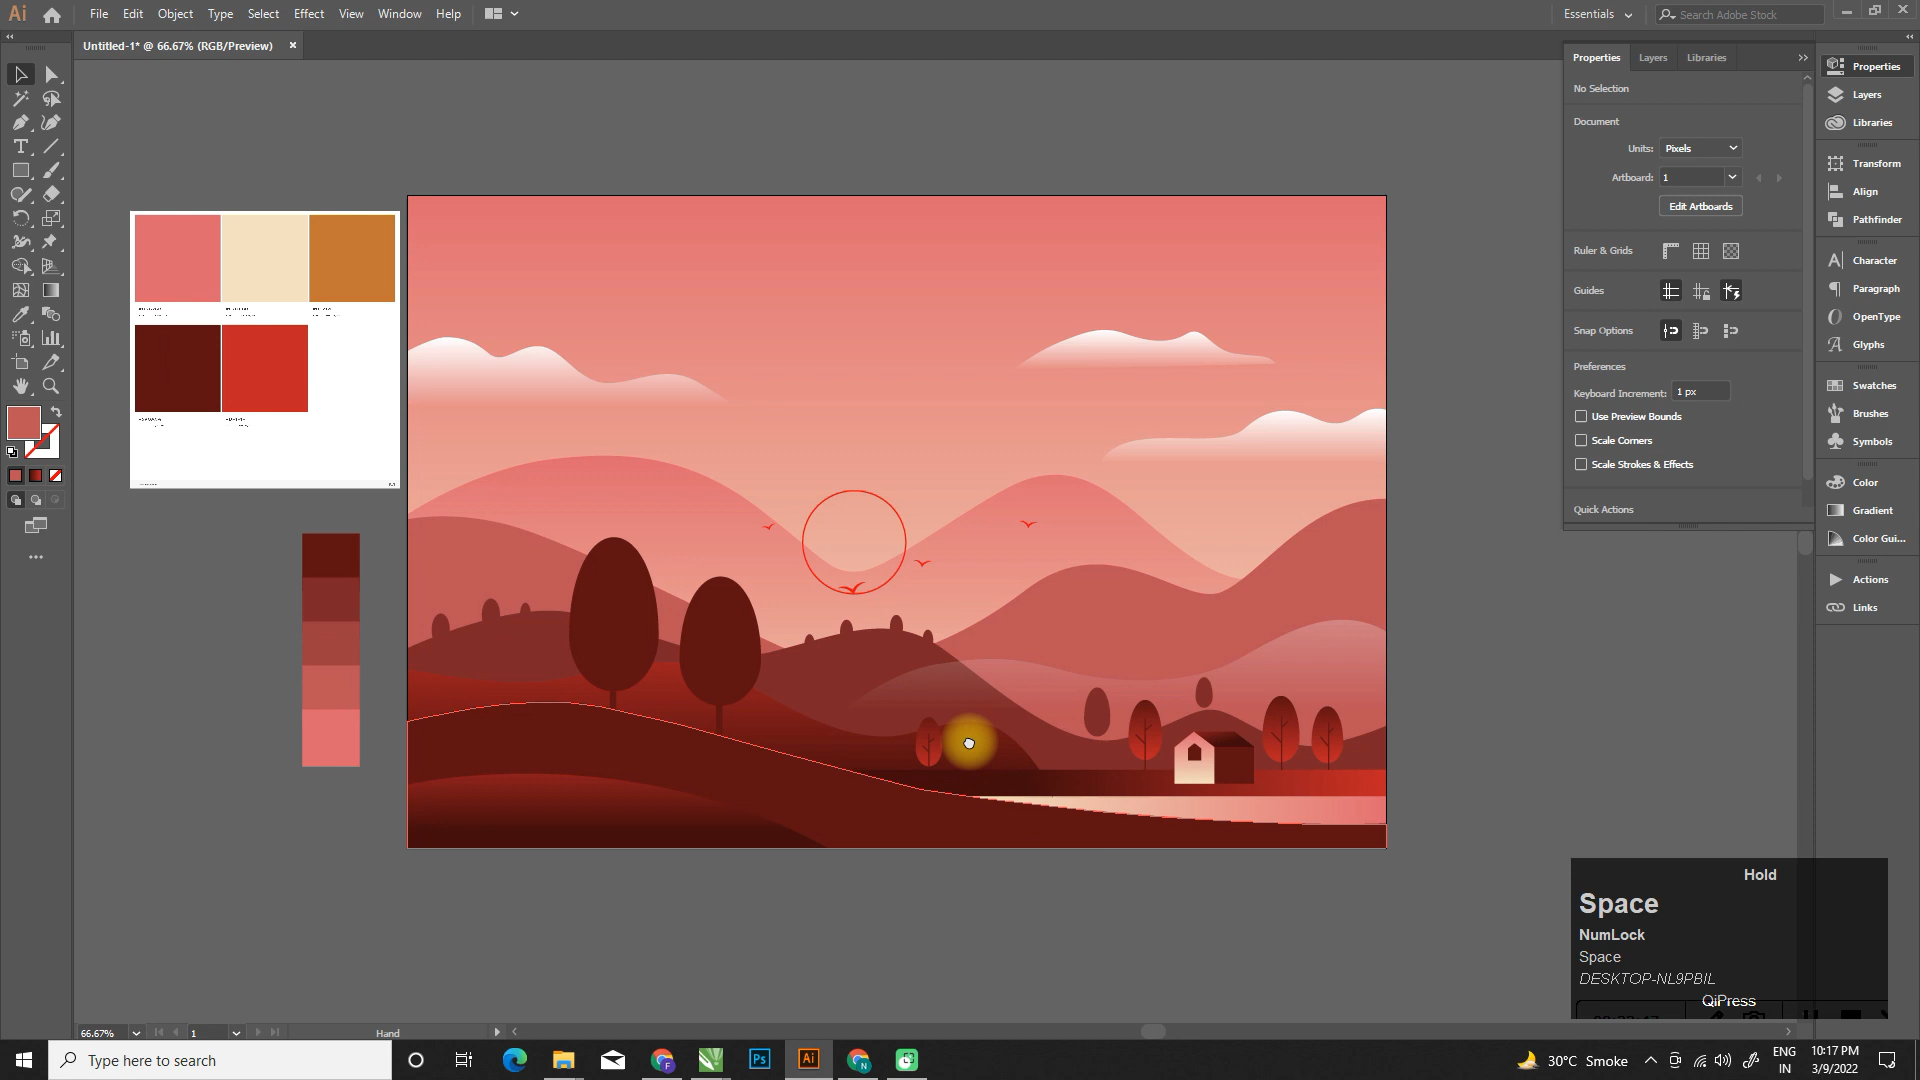 Ai
File Edit Object Type Select Effect View Window Help
Essentials
Search Adobe Stock
Untitled-1* @ 66.67% (RGB/Preview)
Properties Layers Libraries
No Selection
Document
Units: Pixels
Artboard: 1
Edit Artboards
Ruler & Grids
Guides
Snap Options
Preferences
Keyboard Increment: 1 px
Use Preview Bounds
Scale Corners
Scale Strokes & Effects
Quick Actions
Properties
Layers
Libraries
Transform
Align
Pathfinder
Character
Paragraph
OpenType
Glyphs
Swatches
Brushes
Symbols
Color
Gradient
Color Gui...
Actions
Links
Hold
Space
NumLock
Space
DESKTOP-NL9PBIL
QiPress
66.67% 1 Hand
Type here to search
Ps
Ai
30°C Smoke
ENG
IN
10:17 PM
3/9/2022